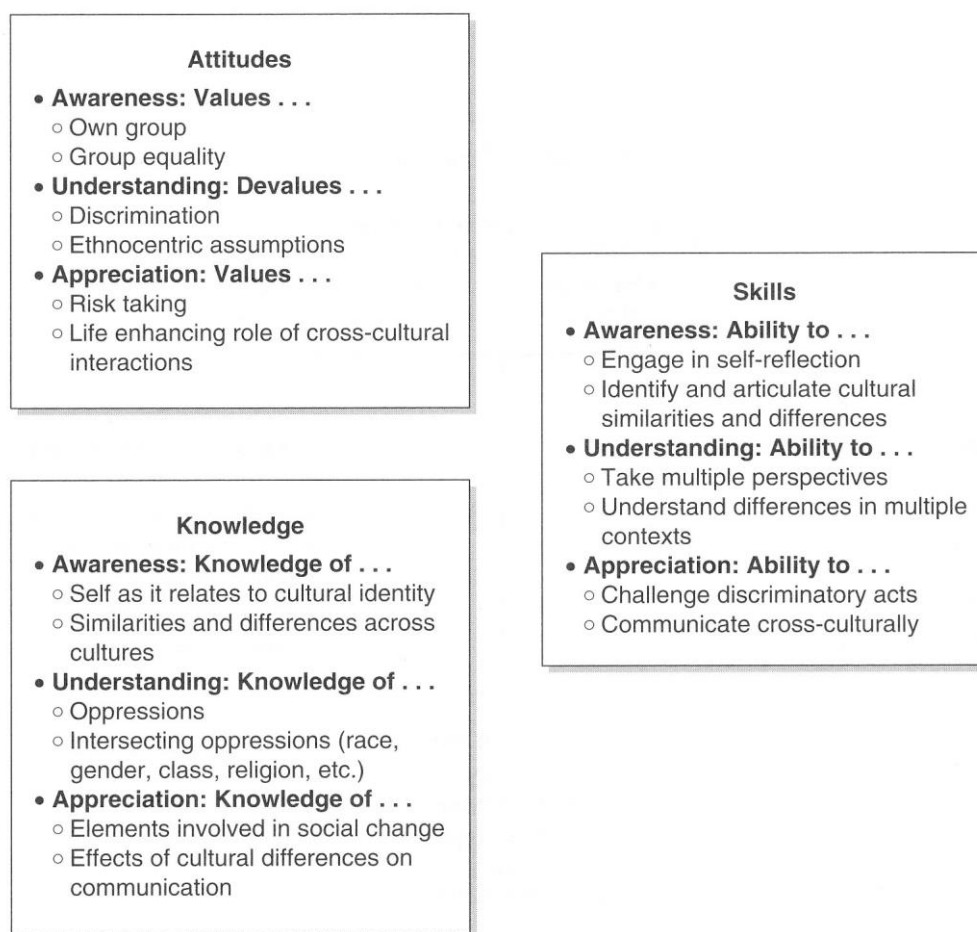 Attitudes
• Awareness: Values . . .
○ Own group
○ Group equality
• Understanding: Devalues . . .
○ Discrimination
○ Ethnocentric assumptions
• Appreciation: Values . . .
○ Risk taking
○ Life enhancing role of cross-cultural
interactions
Knowledge
• Awareness: Knowledge of . . .
○ Self as it relates to cultural identity
○ Similarities and differences across
cultures
• Understanding: Knowledge of . . .
○ Oppressions
○ Intersecting oppressions (race,
gender, class, religion, etc.)
• Appreciation: Knowledge of . . .
○ Elements involved in social change
○ Effects of cultural differences on
communication
Skills
• Awareness: Ability to . . .
○ Engage in self-reflection
○ Identify and articulate cultural
similarities and differences
• Understanding: Ability to . . .
○ Take multiple perspectives
○ Understand differences in multiple
contexts
• Appreciation: Ability to . . .
○ Challenge discriminatory acts
○ Communicate cross-culturally